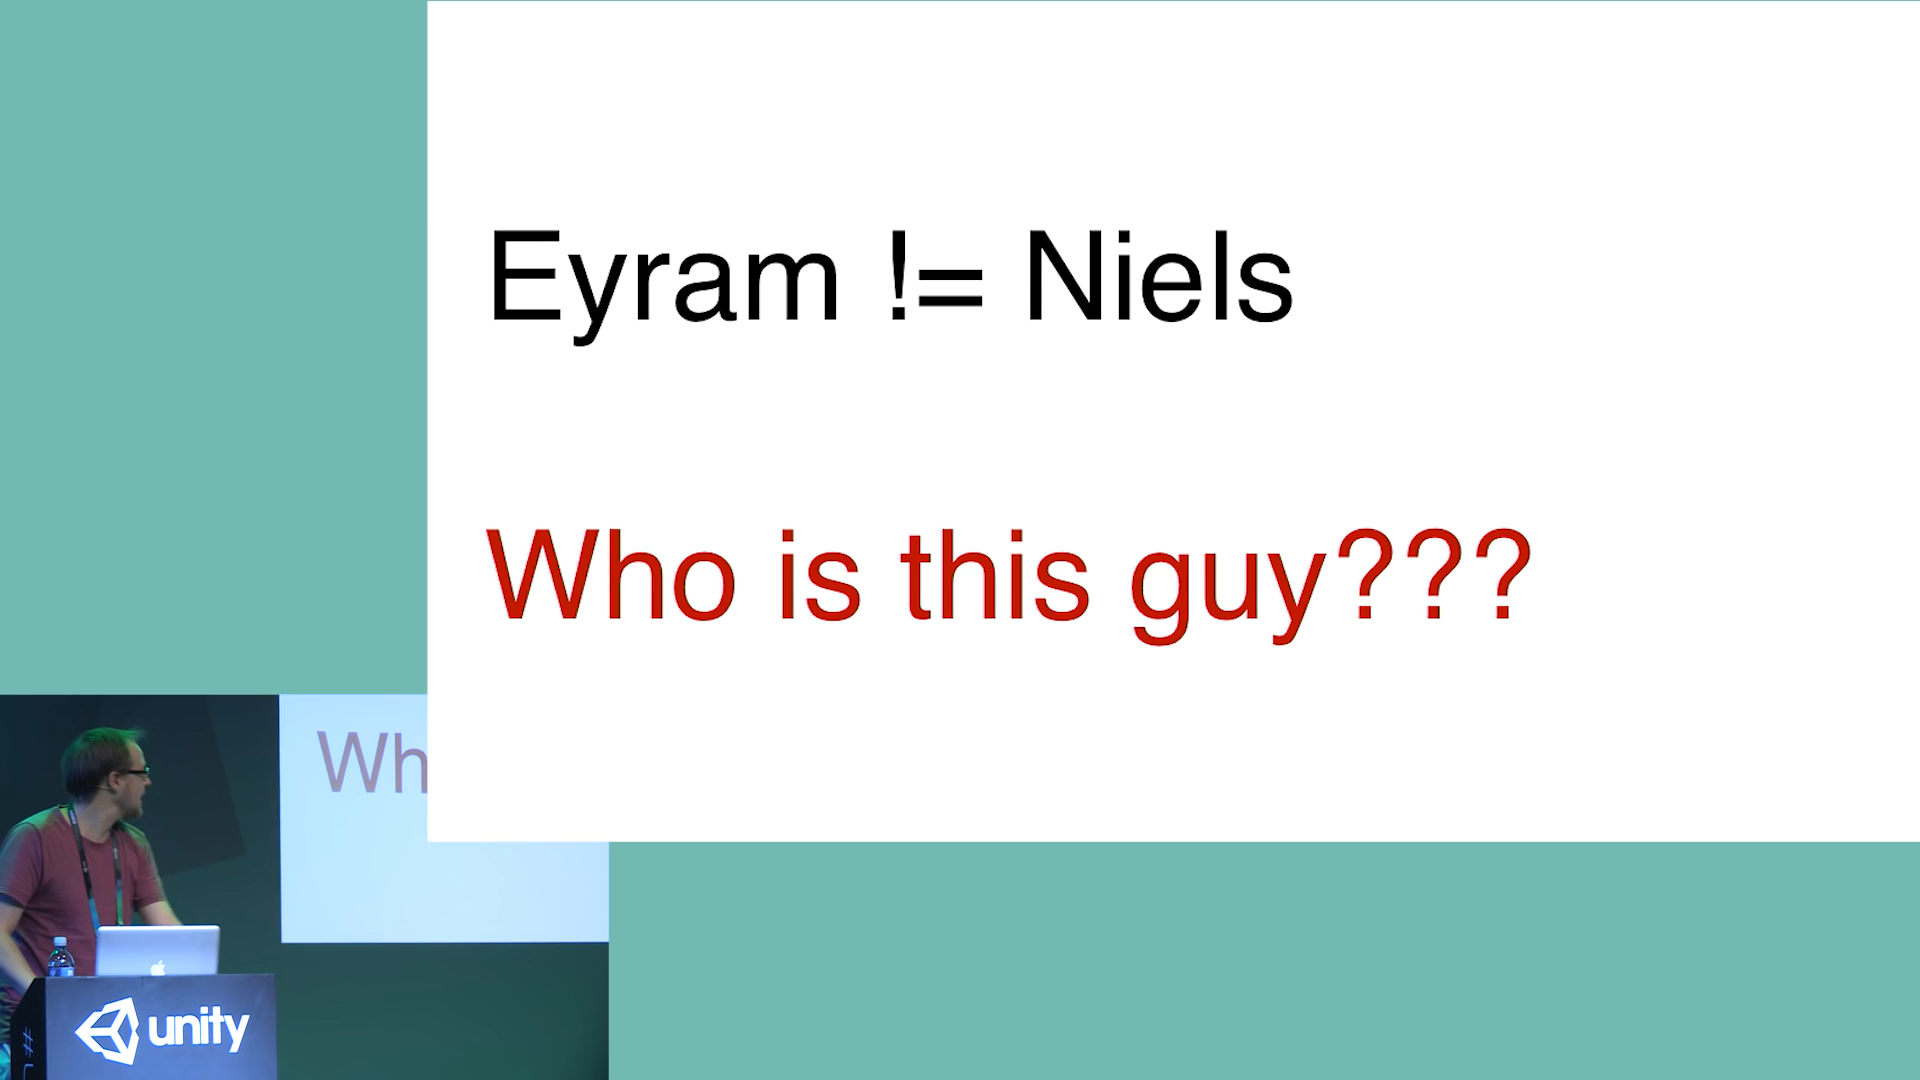 Eyram != Niels
Who is this guy???
Wh
unity
#U